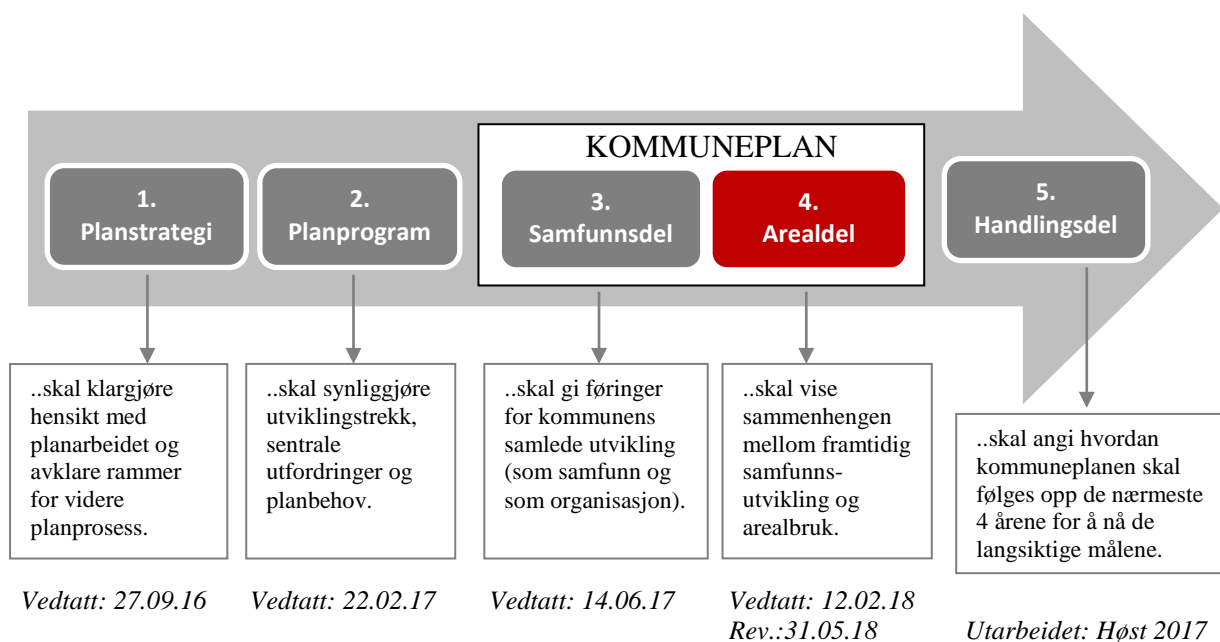 KOMMUNEPLAN
1.
Planstrategi
2.
Planprogram
3.
Samfunnsdel
4.
Arealdel
5.
Handlingsdel
..skal klargjøre
hensikt med
planarbeidet og
avklare rammer
for videre
planprosess.
..skal synliggjøre
utviklingstrekk,
sentrale
utfordringer og
planbehov.
..skal gi føringer
for kommunens
samlede utvikling
(som samfunn og
som organisasjon).
..skal vise
sammenhengen
mellom framtidig
samfunns-
utvikling og
arealbruk.
..skal angi hvordan
kommuneplanen skal
følges opp de nærmeste
4 årene for å nå de
langsiktige målene.
Vedtatt: 27.09.16
Vedtatt: 22.02.17
Vedtatt: 14.06.17
Vedtatt: 12.02.18
Rev.:31.05.18
Utarbeidet: Høst 2017